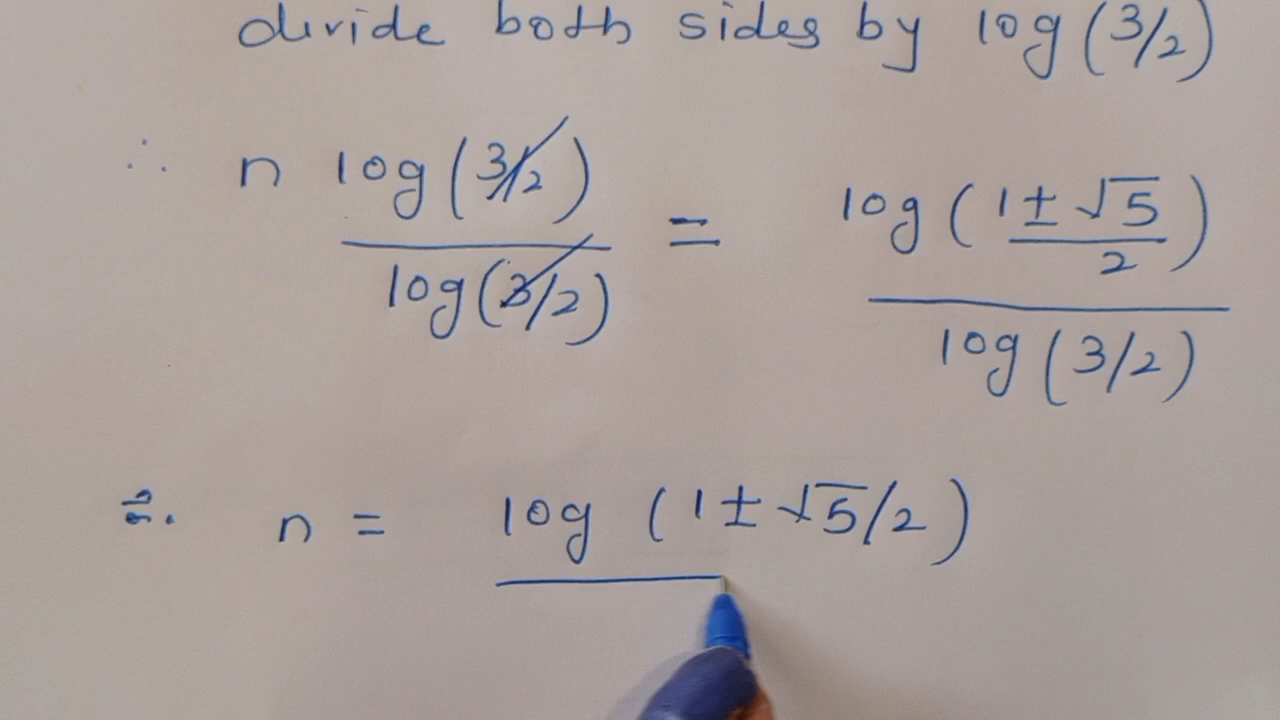 divide both sides by log(3/2)
∴ n log(3/2) / log(3/2) = log((1±√5)/2) / log(3/2)
∴ n = log (1±√5/2)